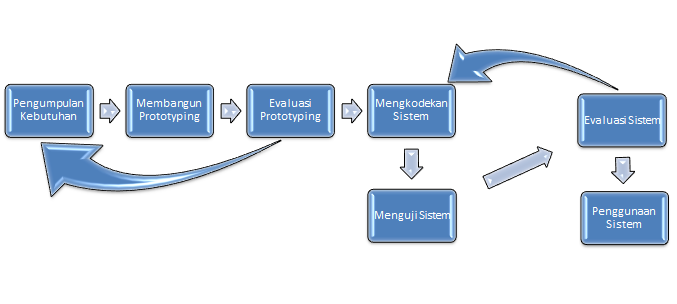 Pengumpulan
Kebutuhan
Membangun
Prototyping
Evaluasi
Prototyping
Mengkodekan
Sistem
Menguji Sistem
Evaluasi Sistem
Penggunaan
Sistem